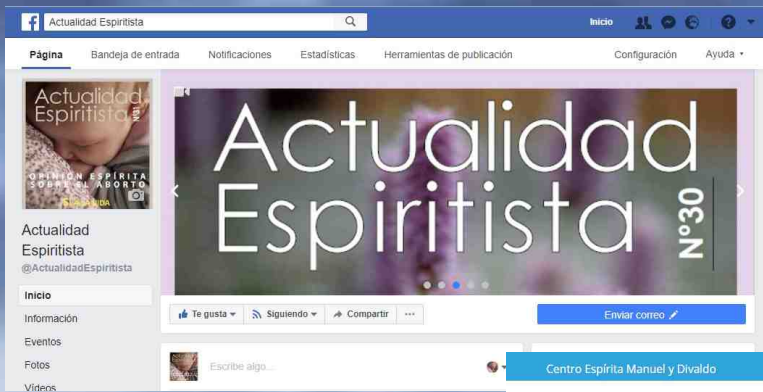 Actualidad Espiritista
Inicio
Página
Bandeja de entrada
Notificaciones
Estadísticas
Herramientas de publicación
Configuración
Ayuda
Actualidad
Espiritista
OPINIÓN ESPÍRITA
SOBRE EL ABORTO
Actualidad
Espiritista
Nº30
Actualidad
Espiritista
@ActualidadEspiritista
Inicio
Información
Eventos
Fotos
Vídeos
Te gusta
Siguiendo
Compartir
...
Enviar correo
Escribe algo...
Centro Espírita Manuel y Divaldo